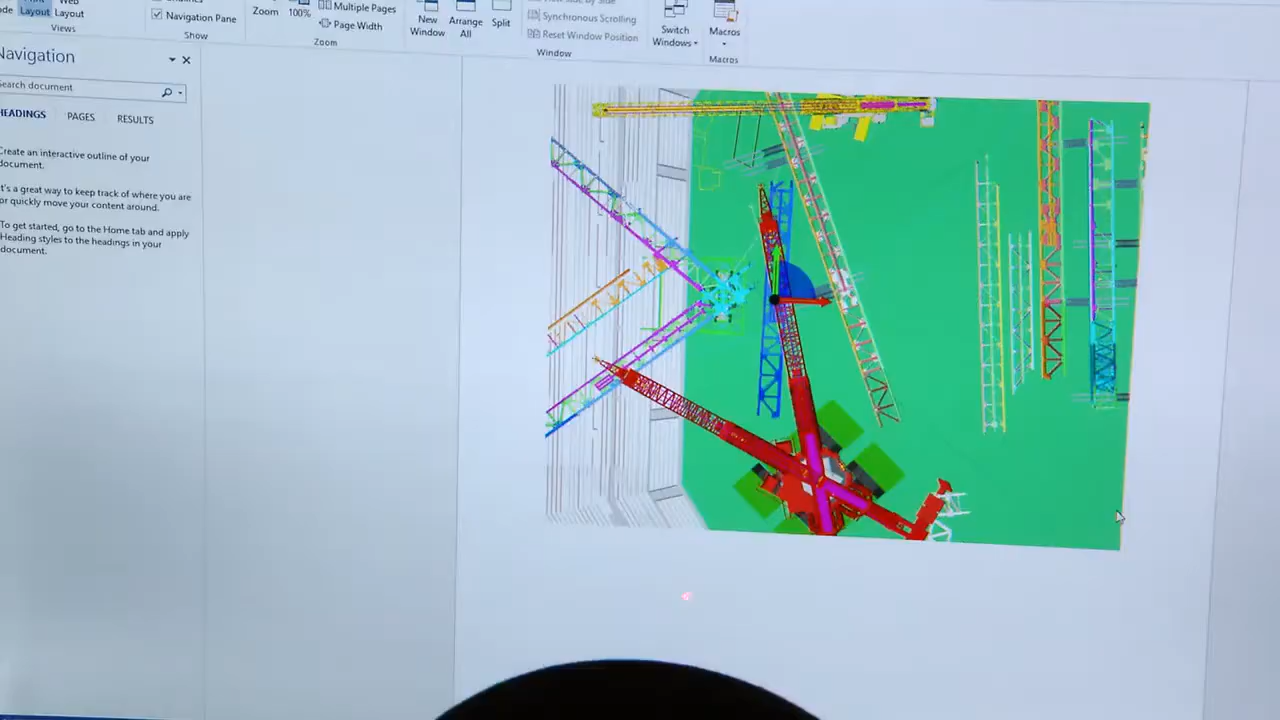 Layout
Web
Layout
Views
Navigation Pane
Show
Zoom
100%
Multiple Pages
Page Width
Zoom
New
Window
Arrange
All
Split
Synchronous Scrolling
Reset Window Position
Window
Switch
Windows
Macros
Macros
Navigation
Search document
HEADINGS
PAGES
RESULTS
Create an interactive outline of your
document.
It's a great way to keep track of where you are
or quickly move your content around.
To get started, go to the Home tab and apply
Heading styles to the headings in your
document.